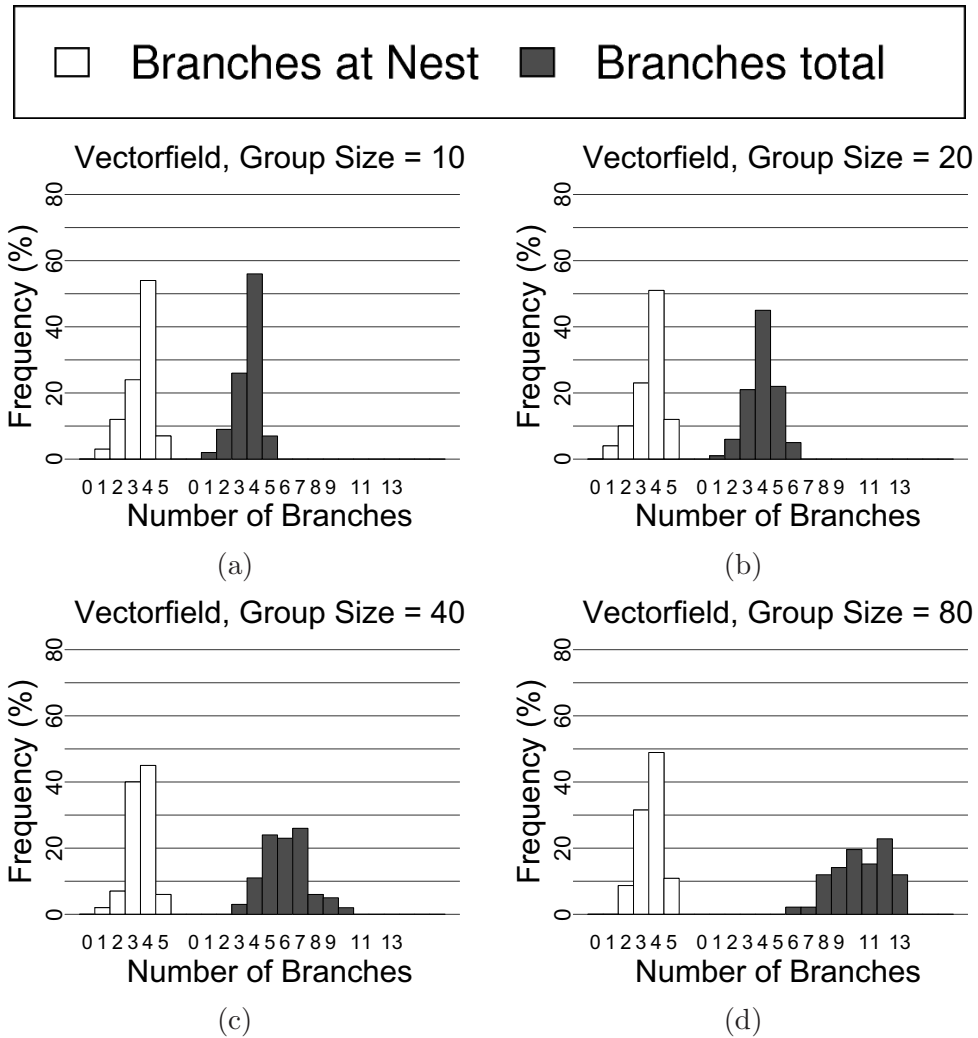 Branches at Nest Branches total
Vectorfield, Group Size = 10
Frequency (%)
0 20 40 60 80
0 1 2 3 4 5 0 1 2 3 4 5 6 7 8 9 11 13
Number of Branches
(a)
Vectorfield, Group Size = 20
Frequency (%)
0 20 40 60 80
0 1 2 3 4 5 0 1 2 3 4 5 6 7 8 9 11 13
Number of Branches
(b)
Vectorfield, Group Size = 40
Frequency (%)
0 20 40 60 80
0 1 2 3 4 5 0 1 2 3 4 5 6 7 8 9 11 13
Number of Branches
(c)
Vectorfield, Group Size = 80
Frequency (%)
0 20 40 60 80
0 1 2 3 4 5 0 1 2 3 4 5 6 7 8 9 11 13
Number of Branches
(d)